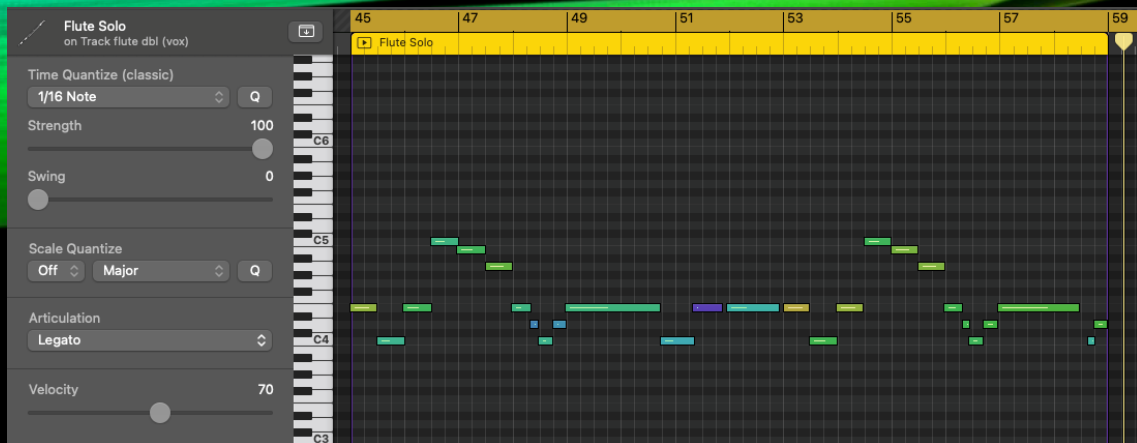 Flute Solo
on Track flute dbl (vox)
Time Quantize (classic)
1/16 Note
Q
Strength
100
Swing
0
Scale Quantize
Off
Major
Q
Articulation
Legato
Velocity
70
45 47 49 51 53 55 57 59
Flute Solo
C6
C5
C4
C3